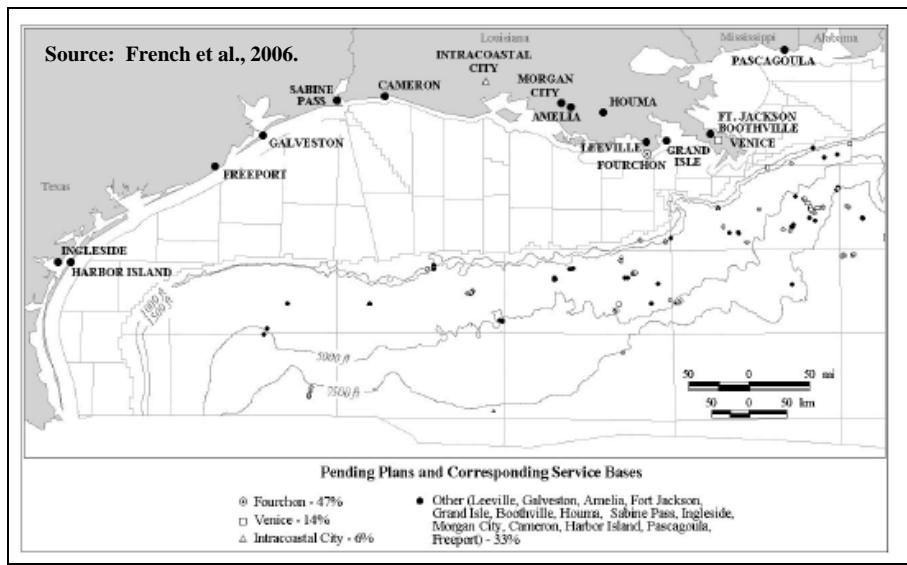 Source: French et al., 2006.
Louisiana
Mississippi
Alabama
INTRACOASTAL
CITY
PASCAGOULA
SABINE
PASS
CAMERON
MORGAN
CITY
AMELIA
HOUMA
FT. JACKSON
BOOTHVILLE
VENICE
GALVESTON
LEEVILLE
FOURCHON
GRAND
ISLE
FREEPORT
Texas
INGLESIDE
HARBOR ISLAND
1000 ft
1500 ft
5000 ft
7500 ft
50 0 50 mi
50 0 50 km
Pending Plans and Corresponding Service Bases
Fourchon - 47%
Venice - 14%
Intracoastal City - 6%
Other (Leeville, Galveston, Amelia, Fort Jackson,
Grand Isle, Boothville, Houma, Sabine Pass, Ingleside,
Morgan City, Cameron, Harbor Island, Pascagoula,
Freeport) - 33%